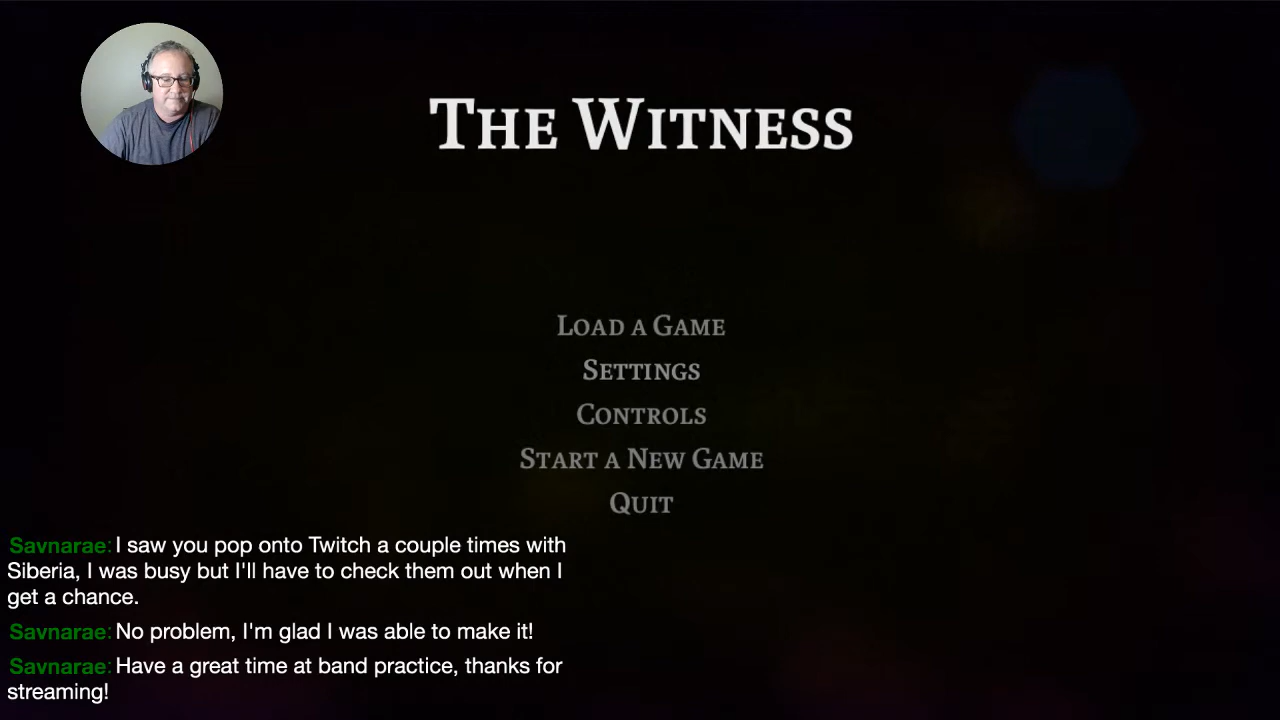 THE WITNESS
LOAD A GAME
SETTINGS
CONTROLS
START A NEW GAME
QUIT
Savnarae: I saw you pop onto Twitch a couple times with
Siberia, I was busy but I'll have to check them out when I
get a chance.
Savnarae: No problem, I'm glad I was able to make it!
Savnarae: Have a great time at band practice, thanks for
streaming!